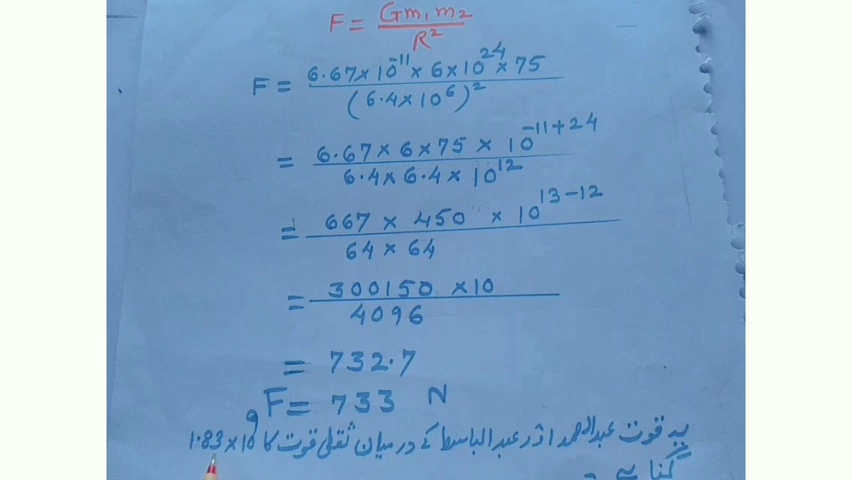 F = Gm₁m₂ / R²
F = 6.67×10⁻¹¹ × 6×10²⁴ × 75 / (6.4×10⁶)²
= 6.67 × 6 × 75 × 10⁻¹¹⁺²⁴ / 6.4 × 6.4 × 10¹²
= 667 × 450 × 10¹³⁻¹² / 64 × 64
= 300150 × 10 / 4096
= 732.7
F = 733 N
یہ قوت عبدالصمد اور عبدالباسط کے درمیان ثقلی قوت کا 1.83×10⁹
گنا ہے